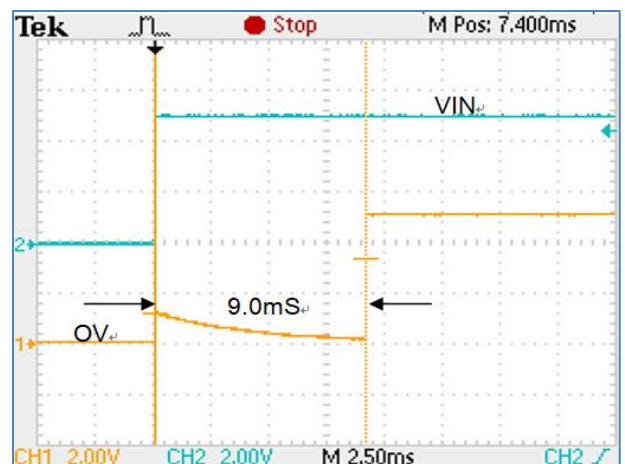 Tek Stop M Pos: 7.400ms
VIN
2
9.0mS
OV
1
CH1 2.00V CH2 2.00V M 2.50ms CH2